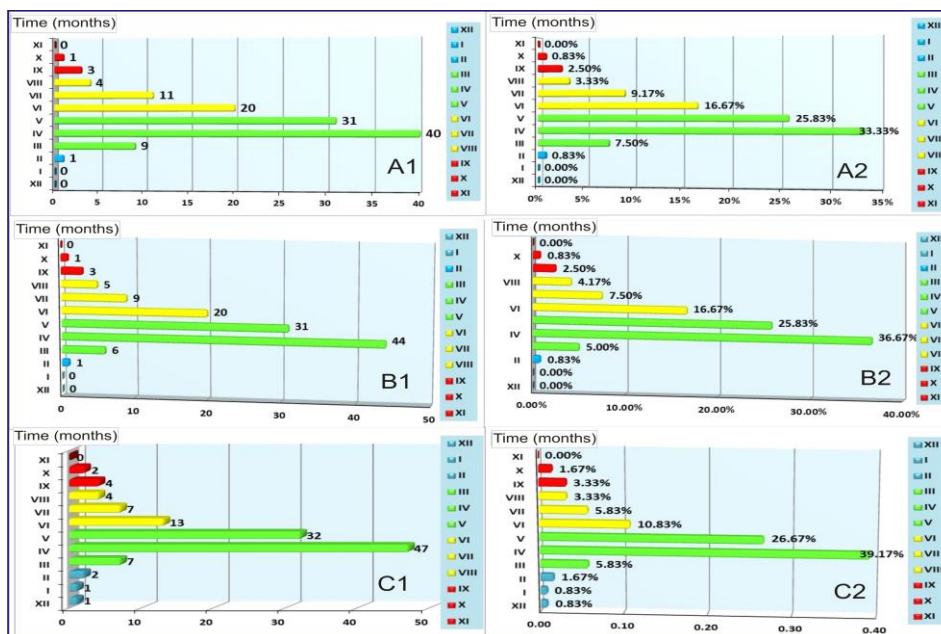 Time (months)
XI 0
X 1
IX 3
VIII 4
VII 11
VI 20
V 31
IV 40
III 9
II 1
I 0
XII 0
A1
0 5 10 15 20 25 30 35 40
XII
I
II
III
IV
V
VI
VII
VIII
IX
X
XI
Time (months)
XI 0.00%
X 0.83%
IX 2.50%
VIII 3.33%
VII 9.17%
VI 16.67%
V 25.83%
IV 33.33%
III 7.50%
II 0.83%
I 0.00%
XII 0.00%
A2
0% 5% 10% 15% 20% 25% 30% 35%
XII
I
II
III
IV
V
VI
VII
IX
X
XI
Time (months)
XI 0
X 1
IX 3
VIII 5
VII 9
VI 20
V 31
IV 44
III 6
II 1
I 0
XII 0
B1
0 10 20 30 40 50
XII
I
II
III
IV
V
VI
VII
VIII
IX
X
XI
Time (months)
0.00%
X 0.83%
2.50%
VIII 4.17%
7.50%
VI 16.67%
25.83%
IV 36.67%
5.00%
II 0.83%
0.00%
XII 0.00%
B2
0.00% 10.00% 20.00% 30.00% 40.00%
I
II
III
IV
V
VI
IX
X
XI
Time (months)
XI 0
X 2
IX 4
VIII 4
VII 7
VI 13
V 32
IV 47
III 7
II 2
I 1
XII 1
C1
0 10 20 30 40 50
XII
I
II
III
IV
V
VI
VII
VIII
IX
X
XI
Time (months)
XI 0.00%
X 1.67%
IX 3.33%
VIII 3.33%
VII 5.83%
VI 10.83%
V 26.67%
IV 39.17%
III 5.83%
II 1.67%
I 0.83%
XII 0.83%
C2
0.00 0.10 0.20 0.30 0.40
XII
I
II
III
IV
V
VI
VII
VIII
IX
X
XI